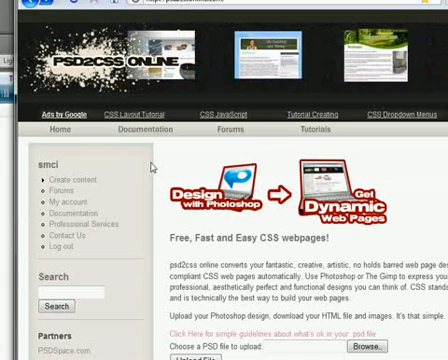 PSD2CSS ONLINE
Ads by Google CSS Layout Tutorial CSS JavaScript Tutorial Creating CSS Dropdown Menus
Home Documentation Forums Tutorials
smci
Create content
Forums
My account
Documentation
Professional Services
Contact Us
Log out
Search
Search
Partners
PSDSpace.com
Design with Photoshop
Get Dynamic Web Pages
Free, Fast and Easy CSS webpages!
psd2css online converts your fantastic, creative, artistic, no holds barred web page des
compliant CSS web pages automatically. Use Photoshop or The Gimp to express your
professional, aesthetically perfect and functional designs you can think of. CSS stands
and is technically the best way to build your web pages.
Upload your Photoshop design, download your HTML file and images. It's that simple.
Click Here for simple guidelines about what's ok in your .psd file
Choose a PSD file to upload: Browse..
Upload File